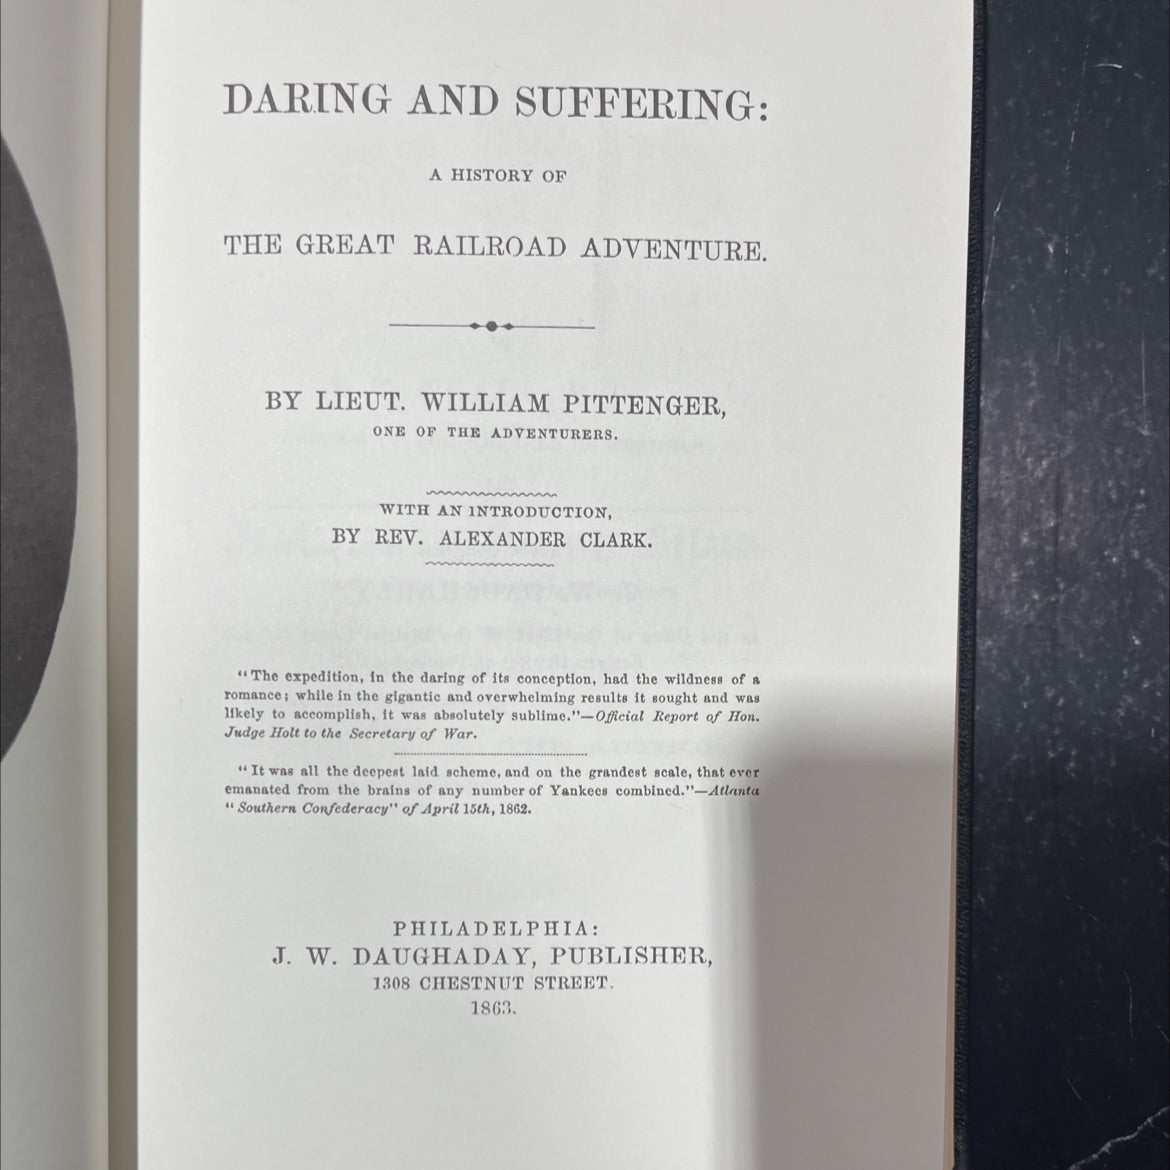 DARING AND SUFFERING:
A HISTORY OF
THE GREAT RAILROAD ADVENTURE.
BY LIEUT. WILLIAM PITTENGER,
ONE OF THE ADVENTURERS.
WITH AN INTRODUCTION,
BY REV. ALEXANDER CLARK.
“The expedition, in the daring of its conception, had the wildness of a
romance; while in the gigantic and overwhelming results it sought and was
likely to accomplish, it was absolutely sublime.”—Official Report of Hon.
Judge Holt to the Secretary of War.
“It was all the deepest laid scheme, and on the grandest scale, that ever
emanated from the brains of any number of Yankees combined.”—Atlanta
“Southern Confederacy” of April 15th, 1862.
PHILADELPHIA:
J. W. DAUGHADAY, PUBLISHER,
1308 CHESTNUT STREET.
1863.